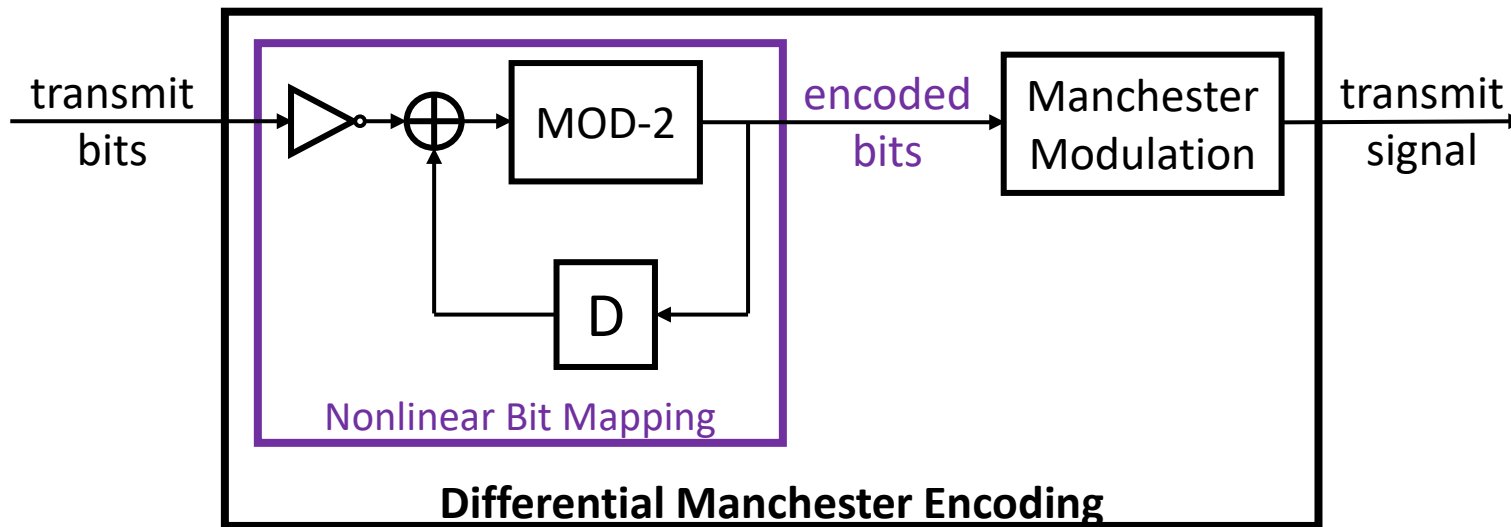 transmit
bits
MOD-2
D
Nonlinear Bit Mapping
encoded
bits
Manchester
Modulation
transmit
signal
Differential Manchester Encoding